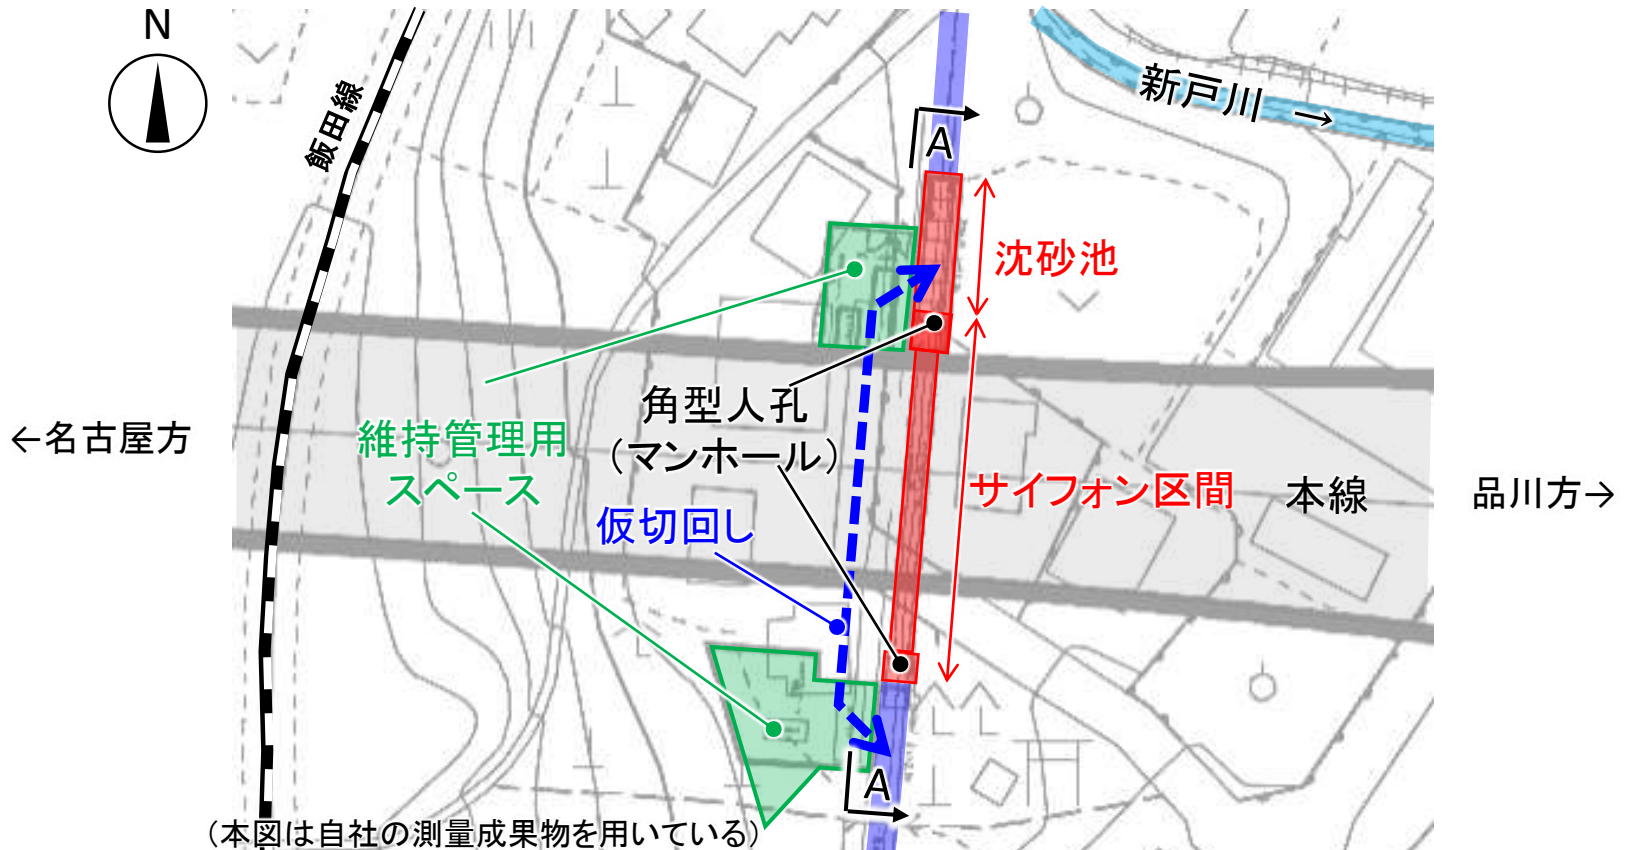 N
飯田線
新戸川 →
A
沈砂池
角型人孔
（マンホール）
←名古屋方
維持管理用
スペース
サイフォン区間
本線
品川方→
仮切回し
A
（本図は自社の測量成果物を用いている）